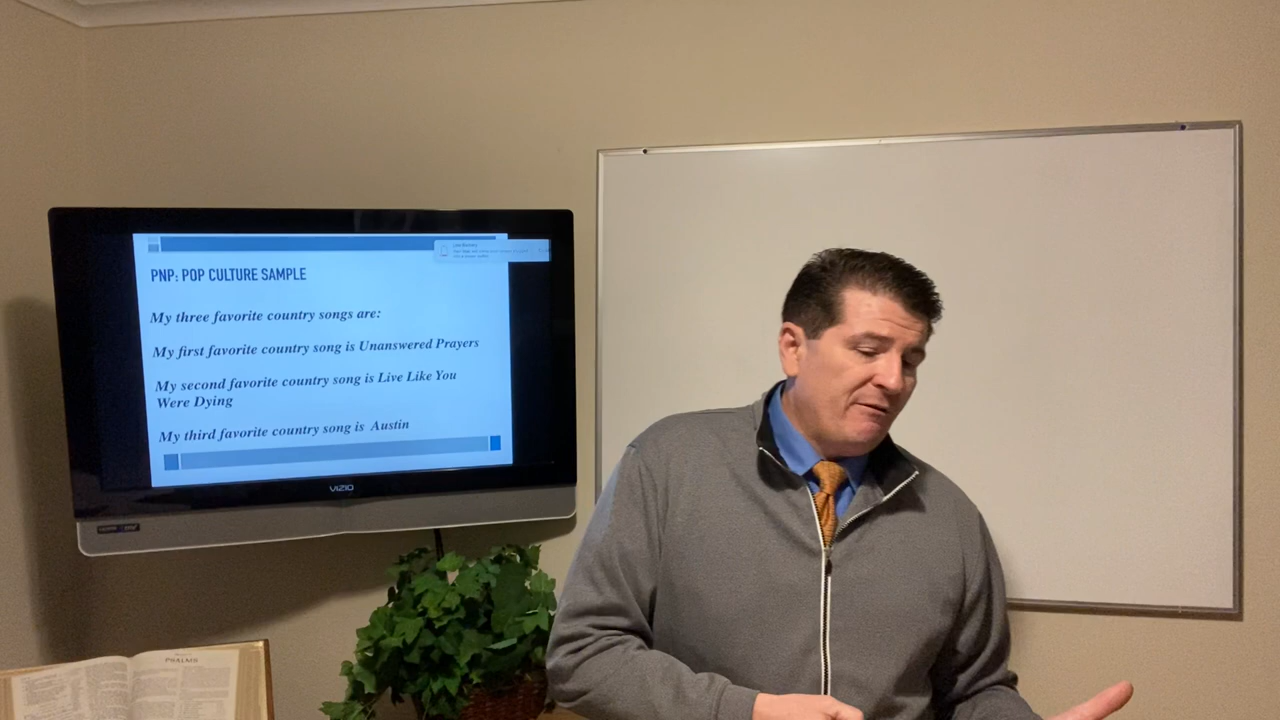 PNP: POP CULTURE SAMPLE
My three favorite country songs are:
My first favorite country song is Unanswered Prayers
My second favorite country song is Live Like You
Were Dying
My third favorite country song is Austin
VIZIO
PSALMS